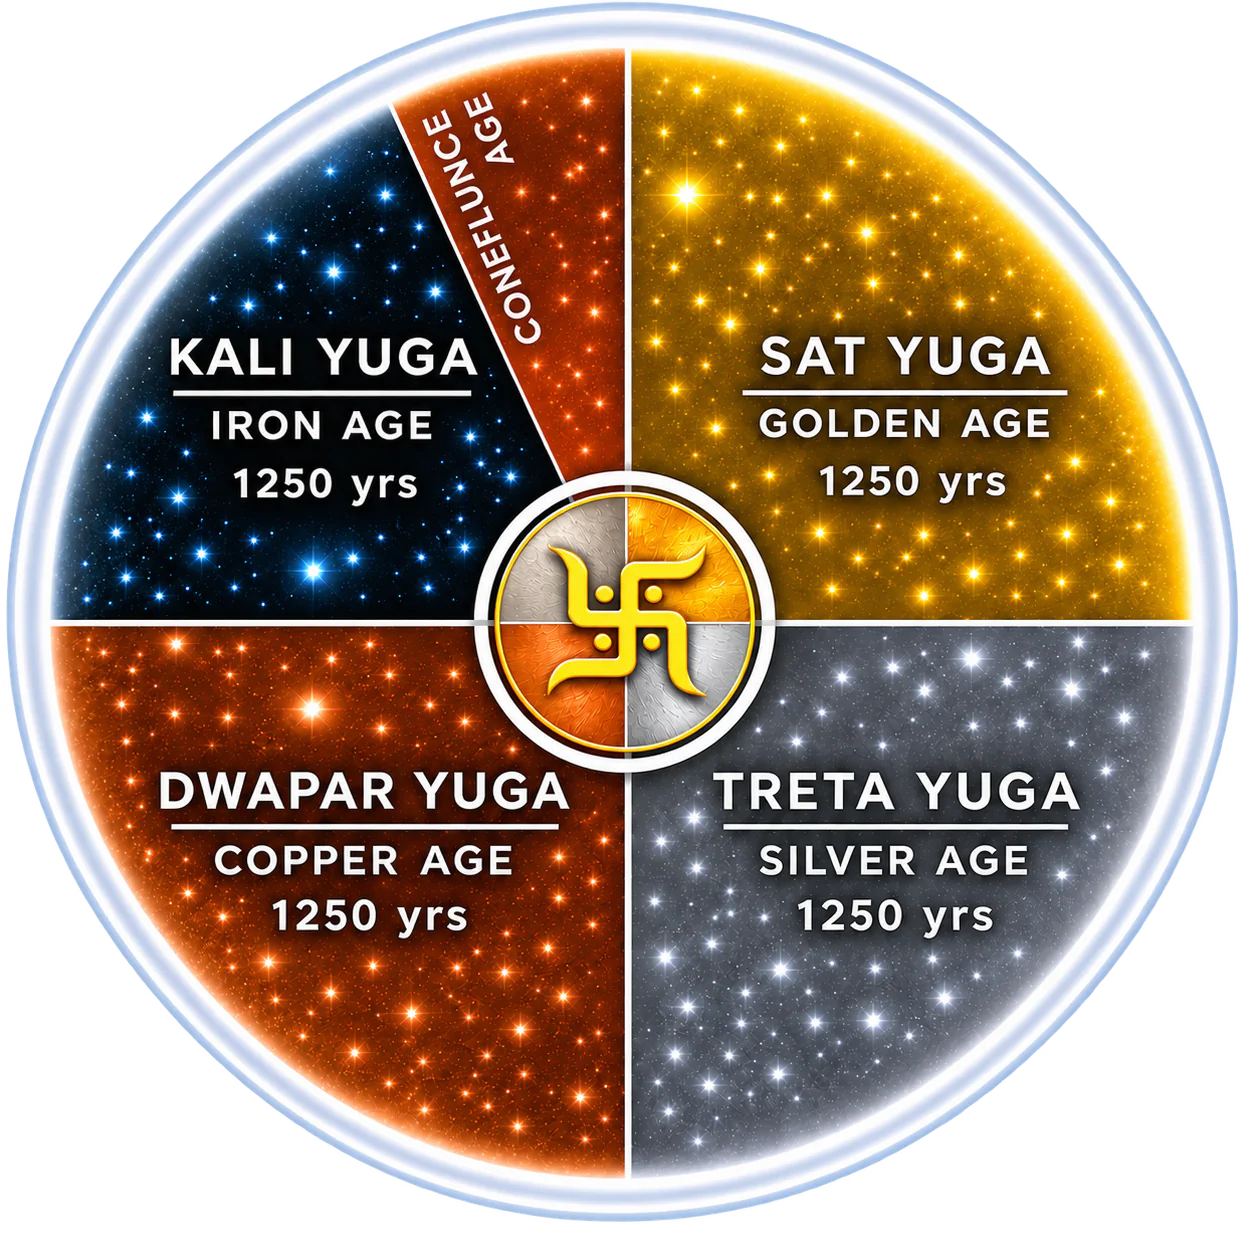 CONEFLUNCE
AGE
KALI YUGA
IRON AGE
1250 yrs
SAT YUGA
GOLDEN AGE
1250 yrs
DWAPAR YUGA
COPPER AGE
1250 yrs
TRETA YUGA
SILVER AGE
1250 yrs